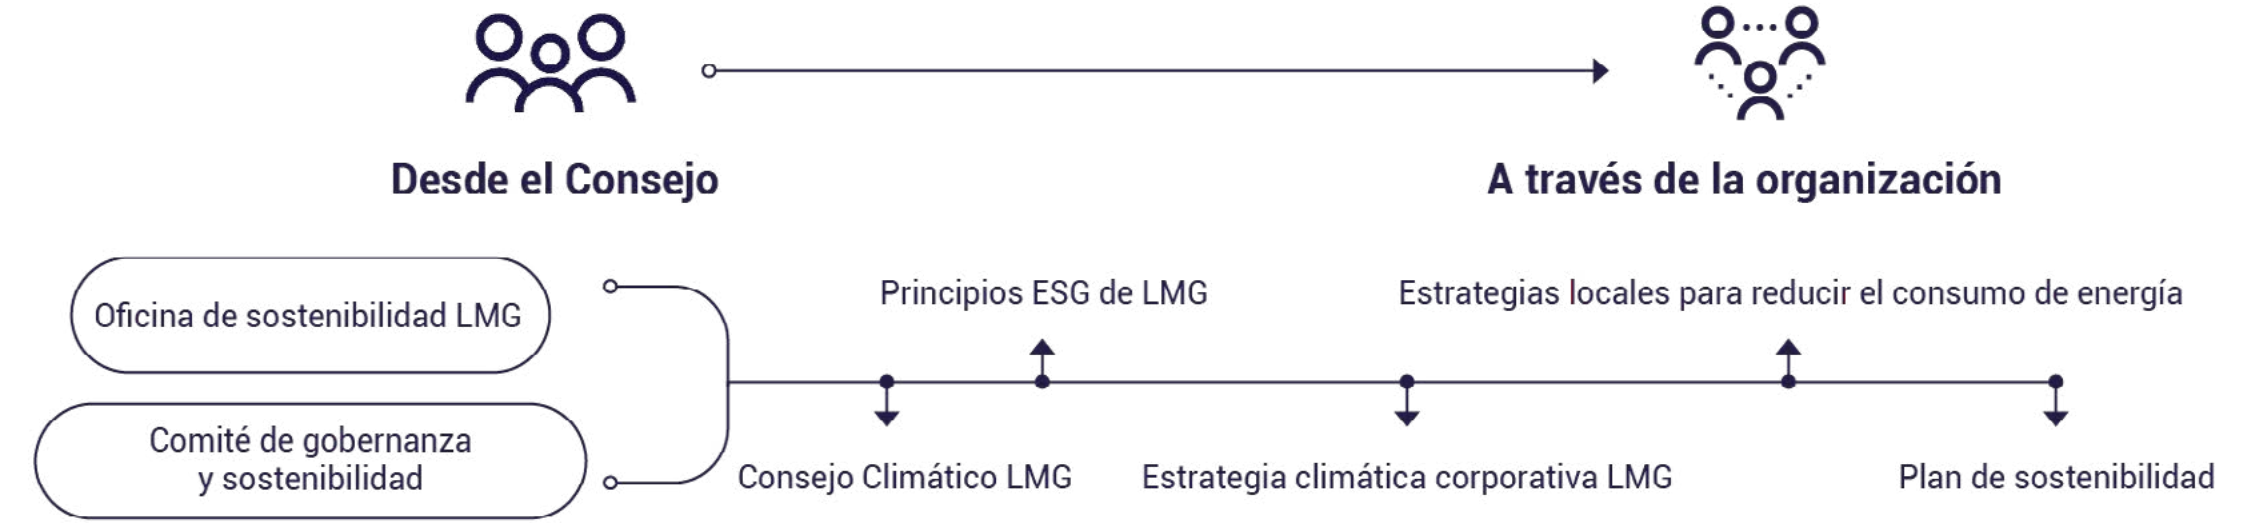 Desde el Consejo
A través de la organización
Oficina de sostenibilidad LMG
Comité de gobernanza
y sostenibilidad
Principios ESG de LMG
Estrategias locales para reducir el consumo de energía
Consejo Climático LMG
Estrategia climática corporativa LMG
Plan de sostenibilidad